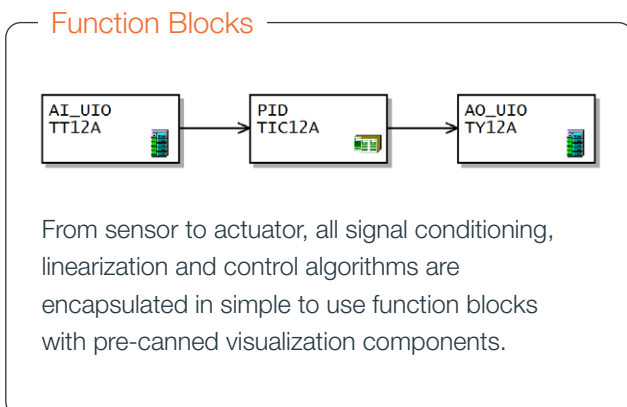 Function Blocks
AI_UIO
TT12A
PID
TIC12A
AO_UIO
TY12A
From sensor to actuator, all signal conditioning,
linearization and control algorithms are
encapsulated in simple to use function blocks
with pre-canned visualization components.